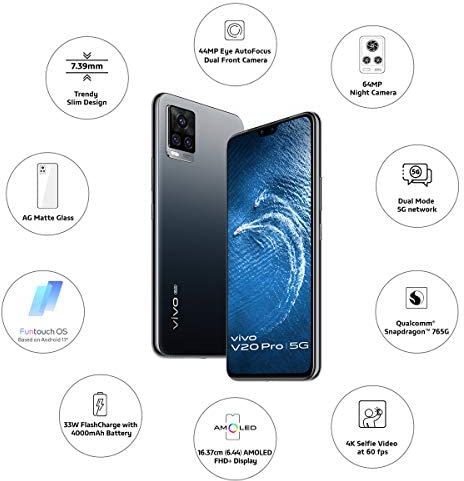 44MP Eye AutoFocus
Dual Front Camera
7.39mm
Trendy
Slim Design
64MP
Night Camera
AG Matte Glass
5G
Dual Mode
5G network
vivo
vivo
V20 Pro 5G
Funtouch OS
Based on Android 11*
Qualcomm®
Snapdragon™ 765G
33W FlashCharge with
4000mAh Battery
AMOLED
16.37cm (6.44) AMOLED
FHD+ Display
4K Selfie Video
at 60 fps